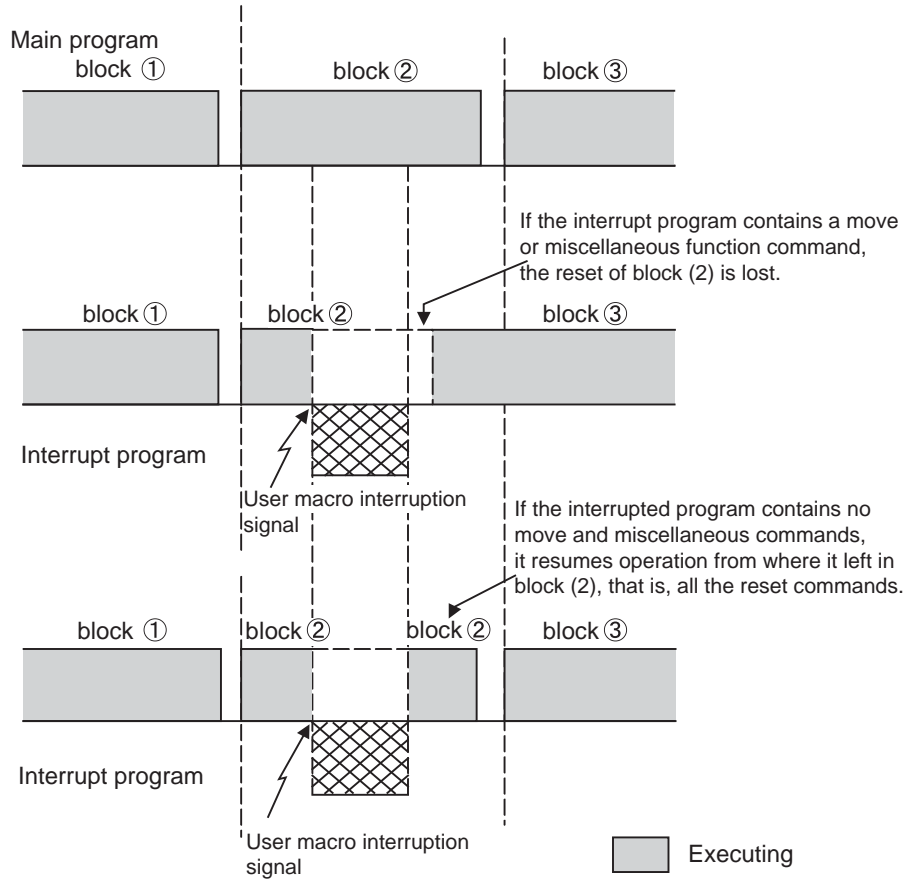 Main program
block ① block ② block ③
If the interrupt program contains a move
or miscellaneous function command,
the reset of block (2) is lost.
block ① block ② block ③
Interrupt program
User macro interruption
signal
If the interrupted program contains no
move and miscellaneous commands,
it resumes operation from where it left in
block (2), that is, all the reset commands.
block ① block ② block ② block ③
Interrupt program
User macro interruption
signal
Executing